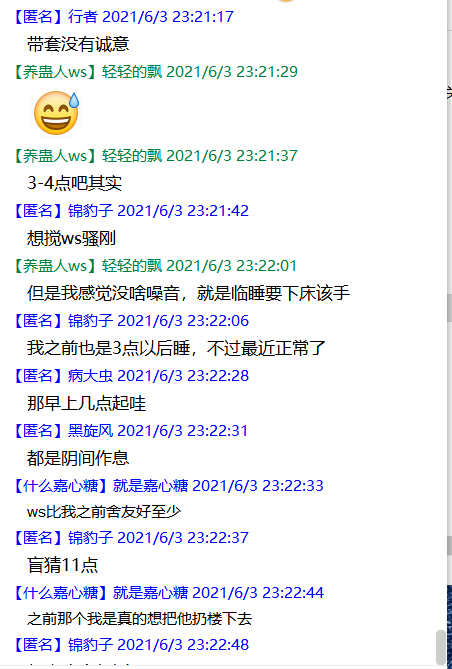 【匿名】行者 2021/6/3 23:21:17
带套没有诚意
【养蛊人ws】轻轻的飘 2021/6/3 23:21:29
【养蛊人ws】轻轻的飘 2021/6/3 23:21:37
3-4点吧其实
【匿名】锦豹子 2021/6/3 23:21:42
想搅ws骚刚
【养蛊人ws】轻轻的飘 2021/6/3 23:22:01
但是我感觉没啥噪音，就是临睡要下床该手
【匿名】锦豹子 2021/6/3 23:22:06
我之前也是3点以后睡，不过最近正常了
【匿名】病大虫 2021/6/3 23:22:28
那早上几点起哇
【匿名】黑旋风 2021/6/3 23:22:31
都是阴间作息
【什么嘉心糖】就是嘉心糖 2021/6/3 23:22:33
ws比我之前舍友好至少
【匿名】锦豹子 2021/6/3 23:22:37
盲猜11点
【什么嘉心糖】就是嘉心糖 2021/6/3 23:22:44
之前那个我是真的想把他扔楼下去
【匿名】锦豹子 2021/6/3 23:22:48